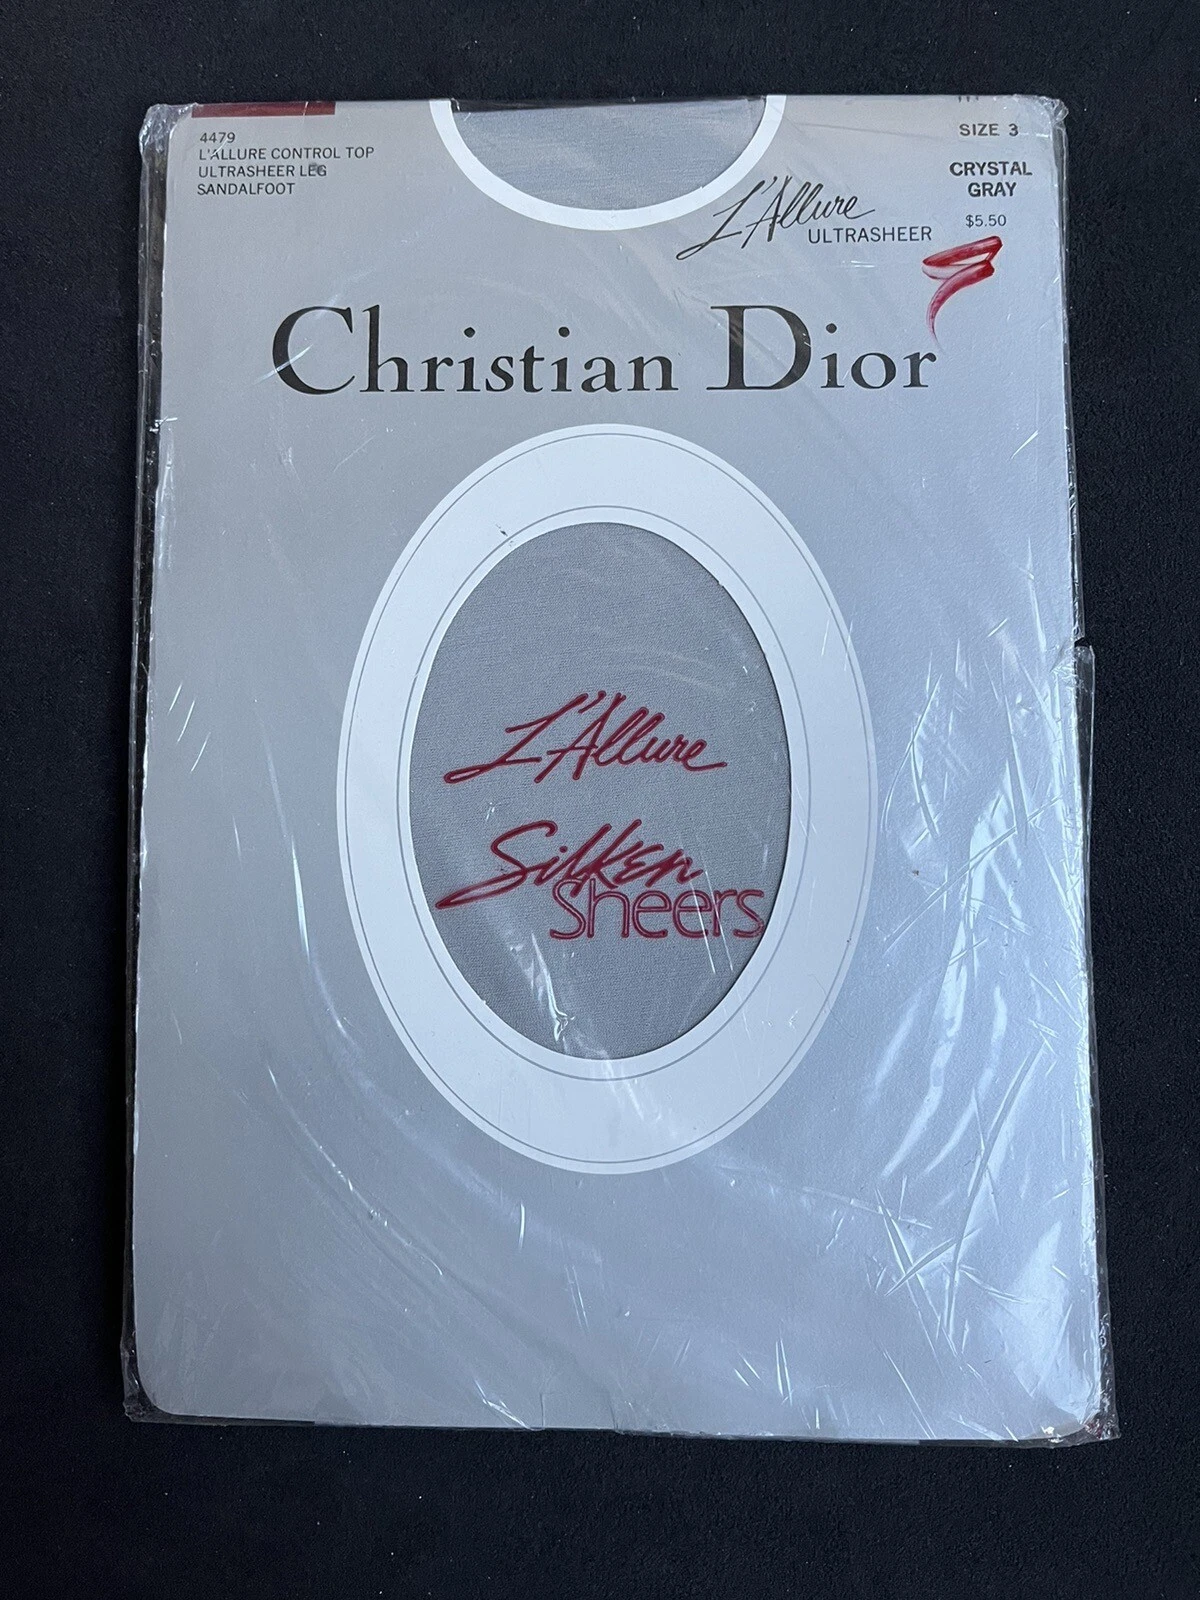 4479
L'ALLURE CONTROL TOP
ULTRASHEER LEG
SANDALFOOT
SIZE 3
CRYSTAL
GRAY
$5.50
L'Allure
ULTRASHEER
Christian Dior
L'Allure
Silken
Sheers